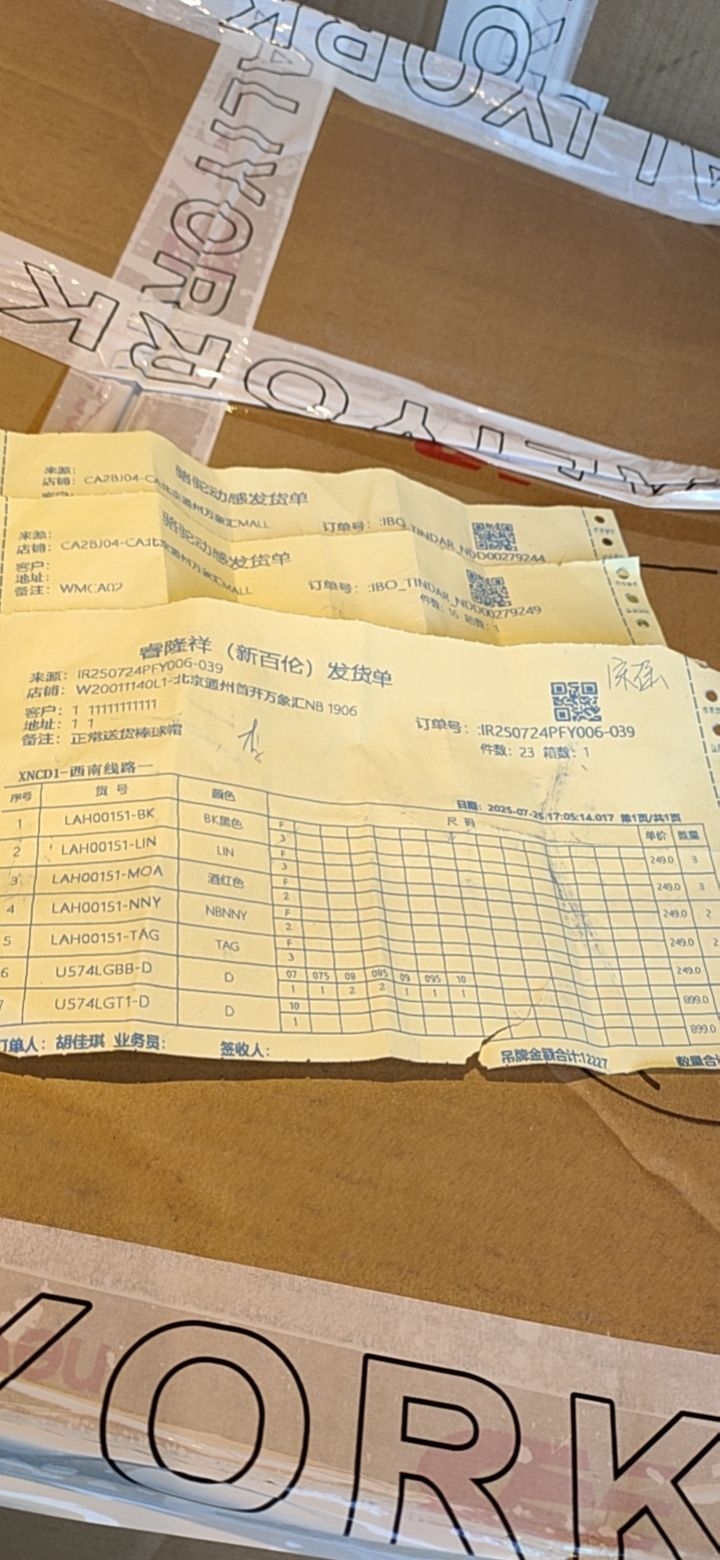 ALIYORRK
ALIYORRK
来源:
店铺: CA2BJ04-CA北京通州万象汇MALL
骆驼动感发货单
订单号: :IBO_TINDAR_NDD00279244
来源:
店铺: CA2BJ04-CA北京通州万象汇MALL
骆驼动感发货单
客户:
地址:
备注: WMCA02
订单号: :IBO_TINDAR_NDD00279249
件数: 16 箱数: 1
睿隆祥（新百伦）发货单
来源: IR250724PFY006-039
店铺: W20011140L1-北京通州首开万象汇NB 1906
客户: 1 11111111111
地址: 1 1
备注: 正常送货棒球帽
订单号: :IR250724PFY006-039
件数: 23 箱数: 1
XNCD1-西南线路一
日期: 2025-07-25 17:05:14.017 第1页/共1页
序号 货号 颜色 尺码 单价 数量
1 LAH00151-BK BK黑色 F 3 249.0 3
2 LAH00151-LIN LIN F 3 249.0 3
3 LAH00151-MOA 酒红色 F 2 249.0 2
4 LAH00151-NNY NBNNY F 2 249.0 2
5 LAH00151-TAG TAG F 3 249.0
6 U574LGBB-D D 07 075 08 085 09 095 10 899.0
1 1 2 2 1 1 1
7 U574LGT1-D D 10 899.0
1
订单人: 胡佳琪 业务员: 签收人: 吊牌金额合计:12227 数量合计
YORK